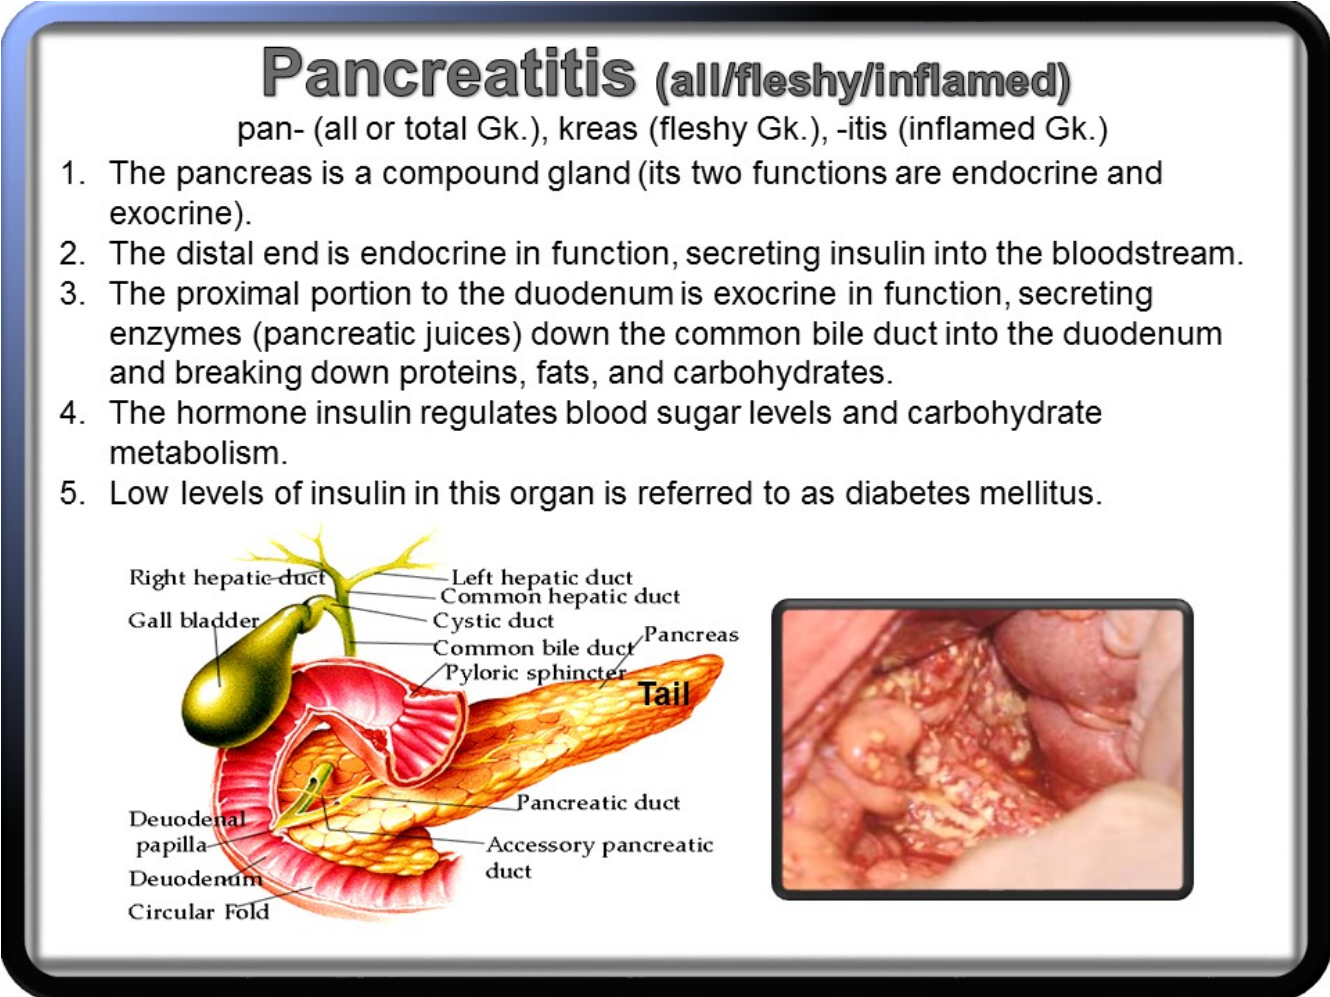 Pancreatitis (all/fleshy/inflamed)
pan- (all or total Gk.), kreas (fleshy Gk.), -itis (inflamed Gk.)
1. The pancreas is a compound gland (its two functions are endocrine and
exocrine).
2. The distal end is endocrine in function, secreting insulin into the bloodstream.
3. The proximal portion to the duodenum is exocrine in function, secreting
enzymes (pancreatic juices) down the common bile duct into the duodenum
and breaking down proteins, fats, and carbohydrates.
4. The hormone insulin regulates blood sugar levels and carbohydrate
metabolism.
5. Low levels of insulin in this organ is referred to as diabetes mellitus.
Right hepatic duct
Left hepatic duct
Common hepatic duct
Gall bladder
Cystic duct
Common bile duct
Pancreas
Pyloric sphincter
Tail
Pancreatic duct
Deuodenal
papilla
Accessory pancreatic
duct
Deuodenum
Circular Fold